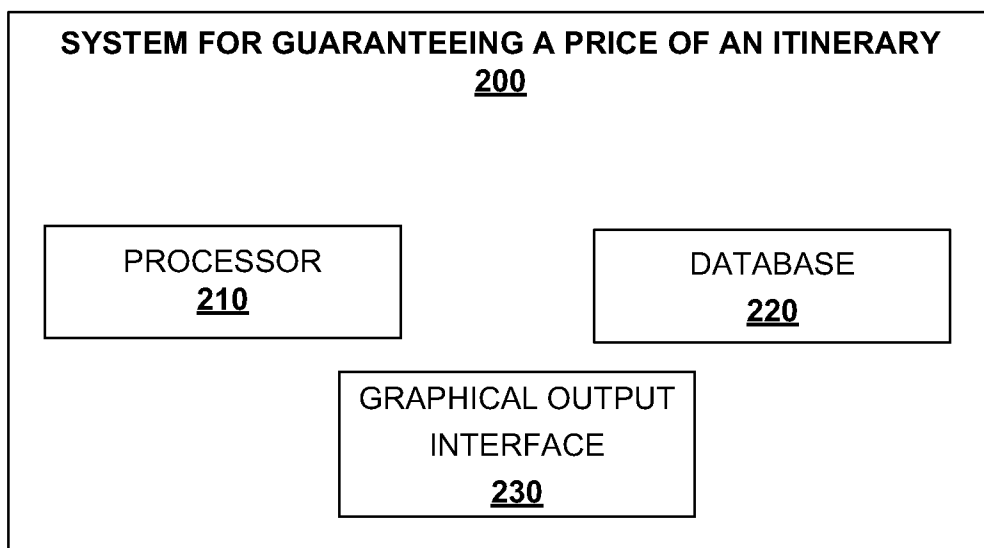 SYSTEM FOR GUARANTEEING A PRICE OF AN ITINERARY
200
PROCESSOR
210
DATABASE
220
GRAPHICAL OUTPUT
INTERFACE
230